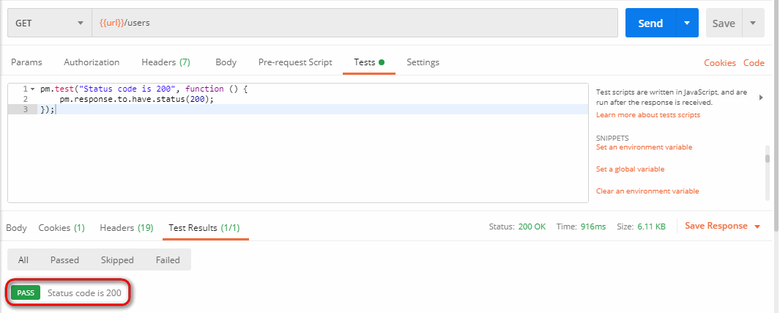 GET {{url}}/users Send Save
Params Authorization Headers (7) Body Pre-request Script Tests Settings Cookies Code
1 pm.test("Status code is 200", function () {
2 pm.response.to.have.status(200);
3 });
Test scripts are written in JavaScript, and are
run after the response is received.
Learn more about tests scripts
SNIPPETS
Set an environment variable
Set a global variable
Clear an environment variable
Body Cookies (1) Headers (19) Test Results (1/1) Status: 200 OK Time: 916ms Size: 6.11 KB Save Response
All Passed Skipped Failed
PASS Status code is 200